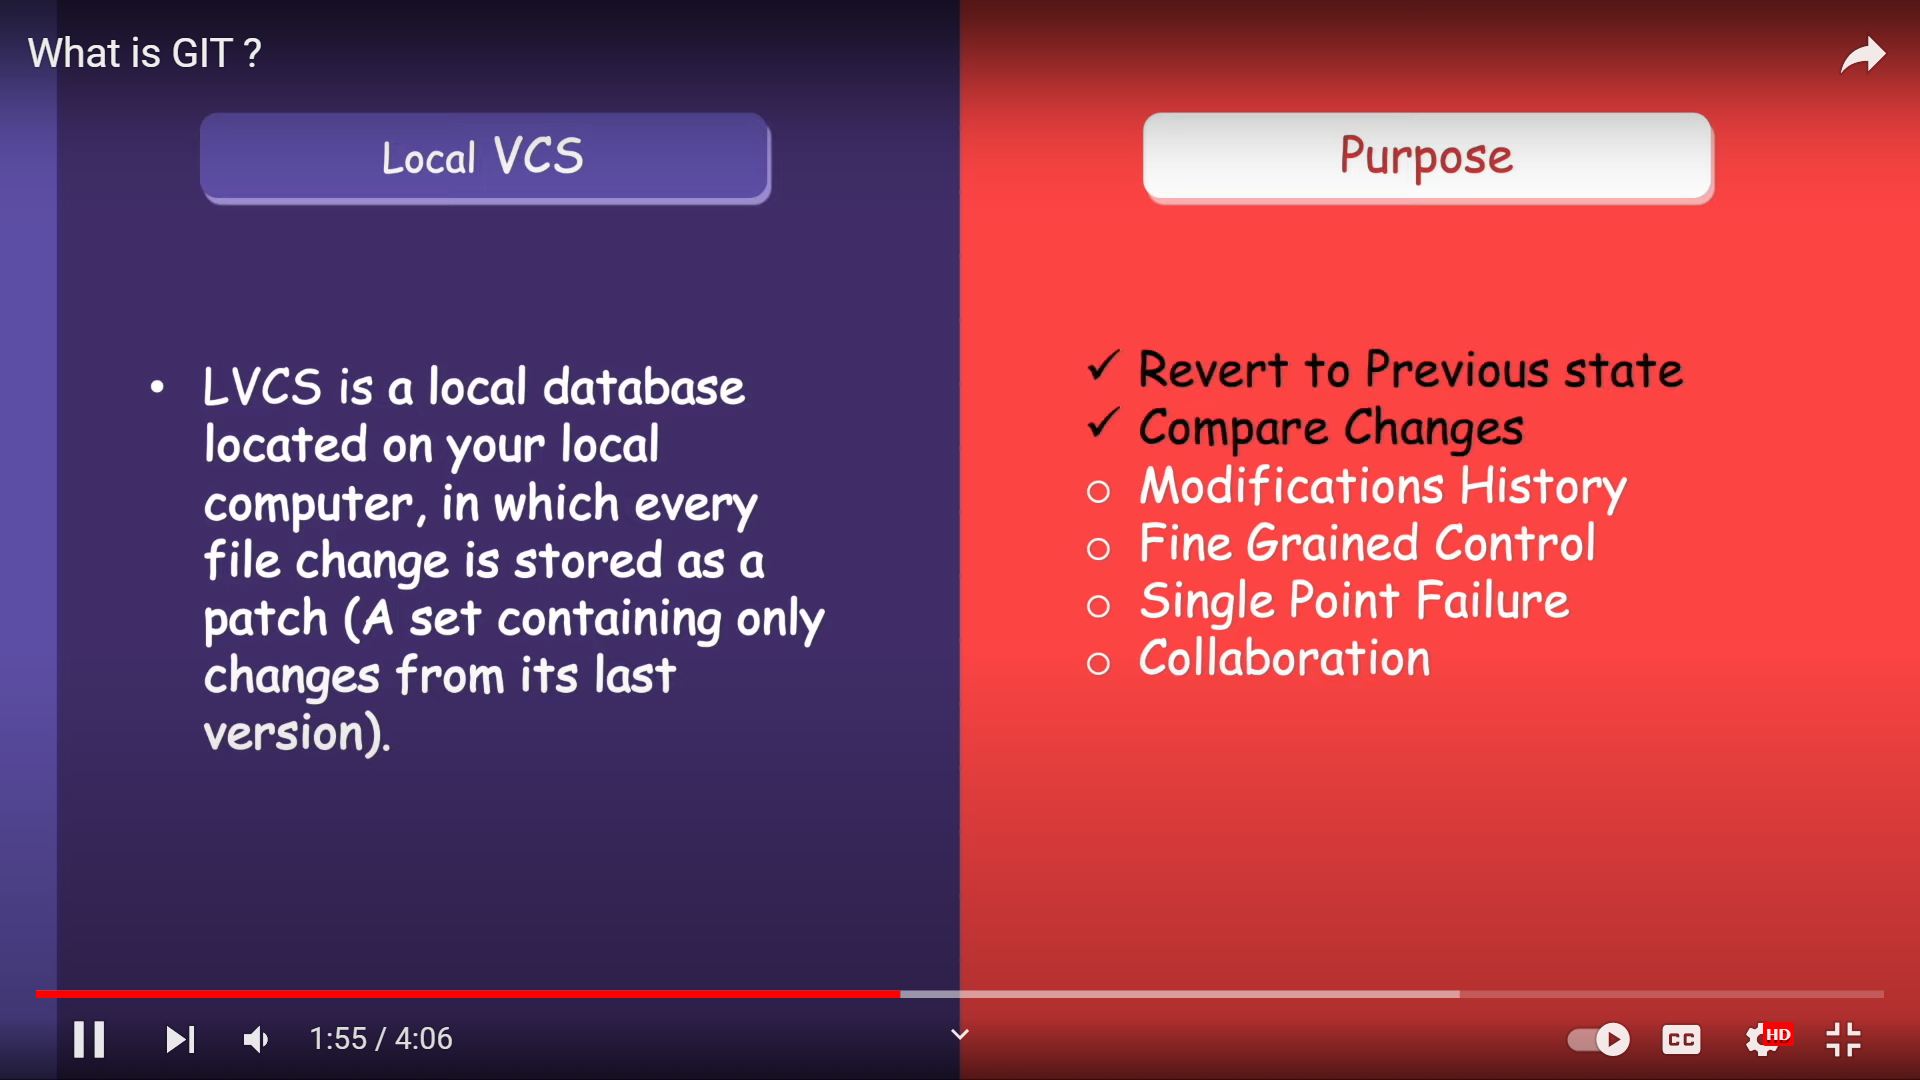 What is GIT ?
Local VCS
• LVCS is a local database
located on your local
computer, in which every
file change is stored as a
patch (A set containing only
changes from its last
version).
Purpose
✓ Revert to Previous state
✓ Compare Changes
○ Modifications History
○ Fine Grained Control
○ Single Point Failure
○ Collaboration
1:55 / 4:06
CC
HD